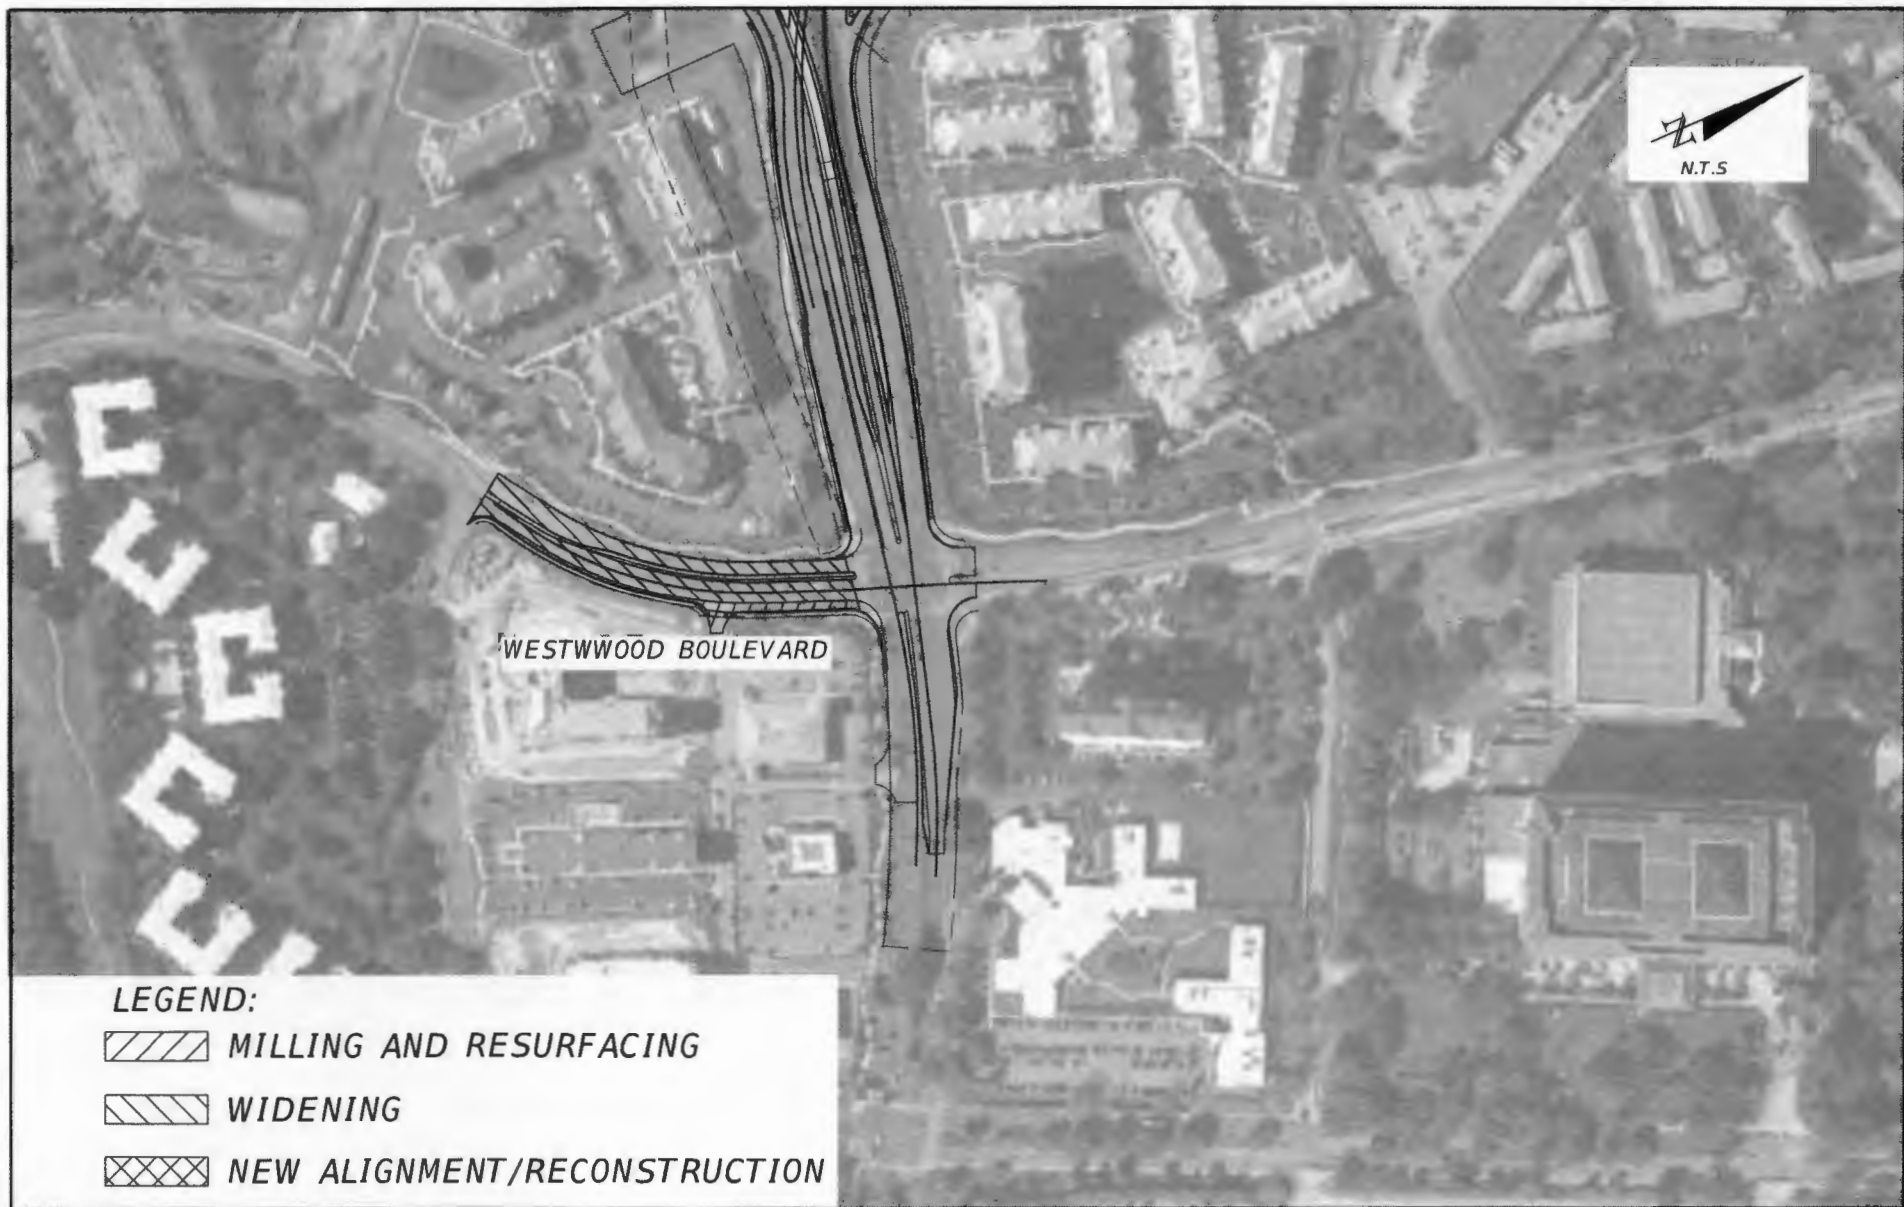 N
N.T.S
WESTWWOOD BOULEVARD
LEGEND:
MILLING AND RESURFACING
WIDENING
NEW ALIGNMENT/RECONSTRUCTION